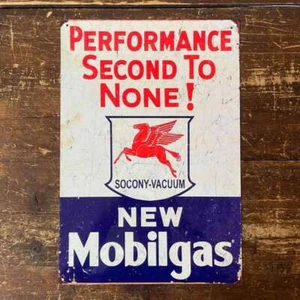 PERFORMANCE
SECOND TO
NONE!
SOCONY-VACUUM
NEW
Mobilgas